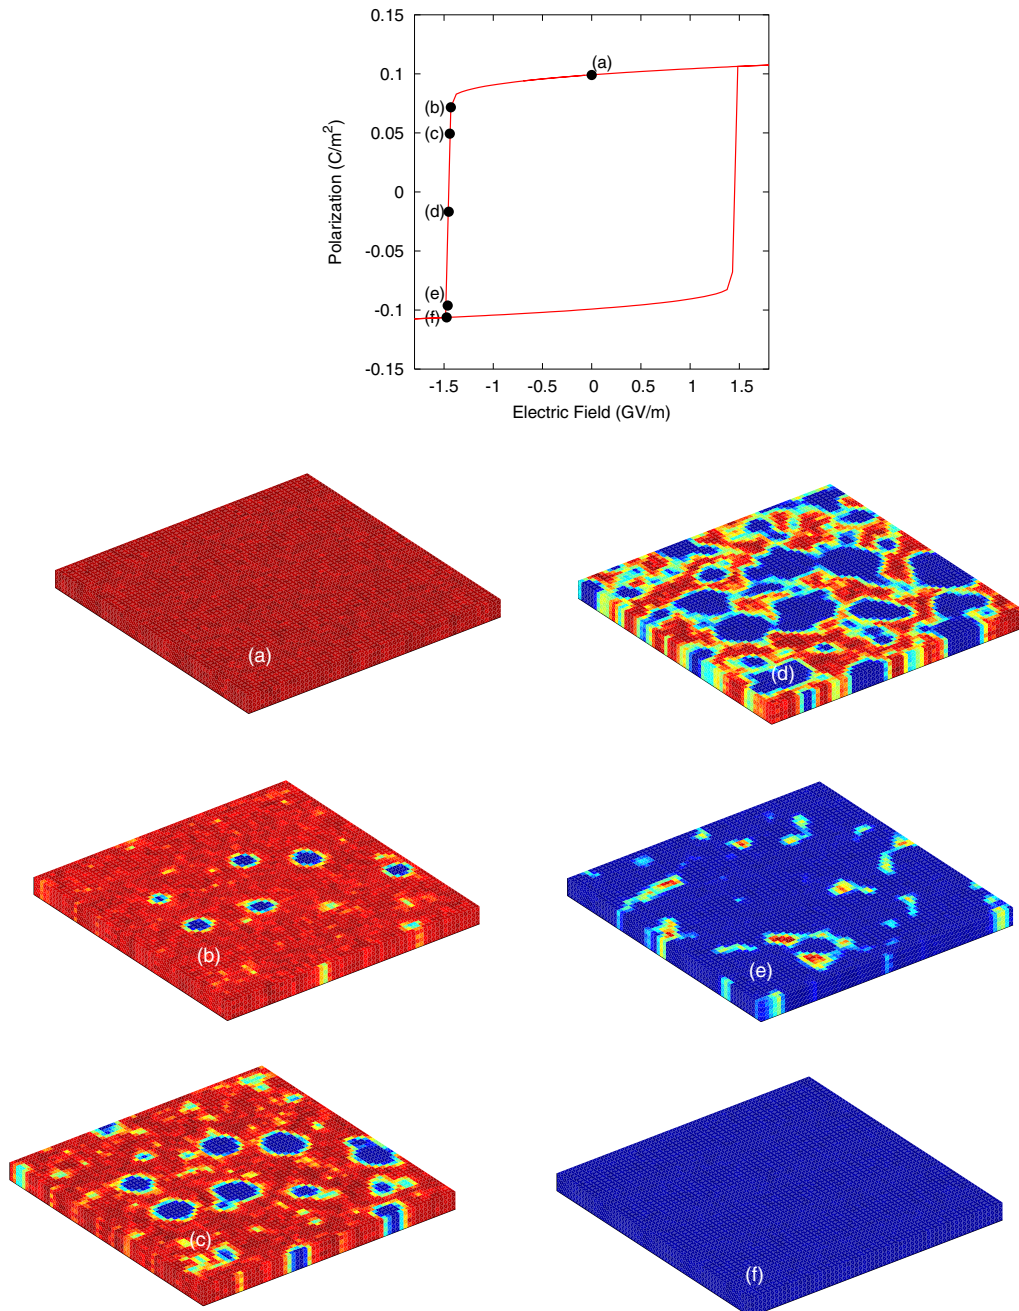 0.15
(a)
0.1
(b)
0.05
(c)
Polarization (C/m²)
0
(d)
-0.05
(e)
-0.1
(f)
-0.15
-1.5 -1 -0.5 0 0.5 1 1.5
Electric Field (GV/m)
(a)
(d)
(b)
(e)
(c)
(f)